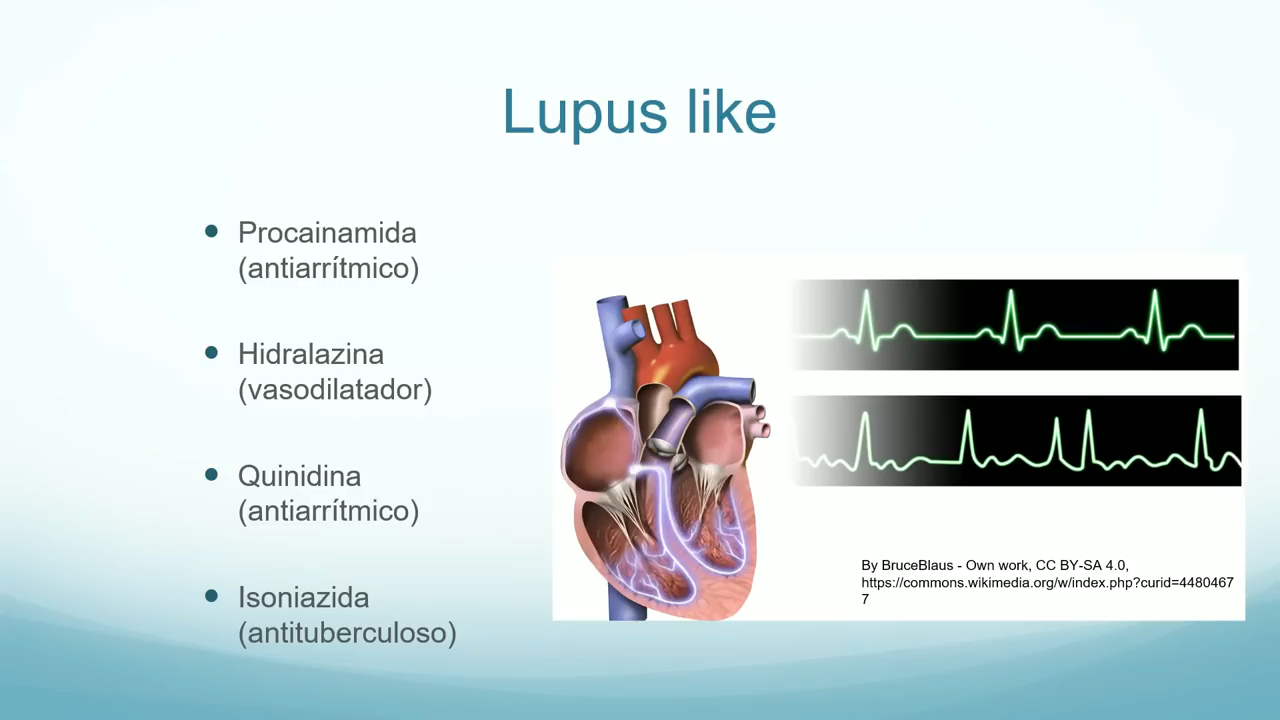 Lupus like
• Procainamida
(antiarrítmico)
• Hidralazina
(vasodilatador)
• Quinidina
(antiarrítmico)
• Isoniazida
(antituberculoso)
By BruceBlaus - Own work, CC BY-SA 4.0,
https://commons.wikimedia.org/w/index.php?curid=4480467
7